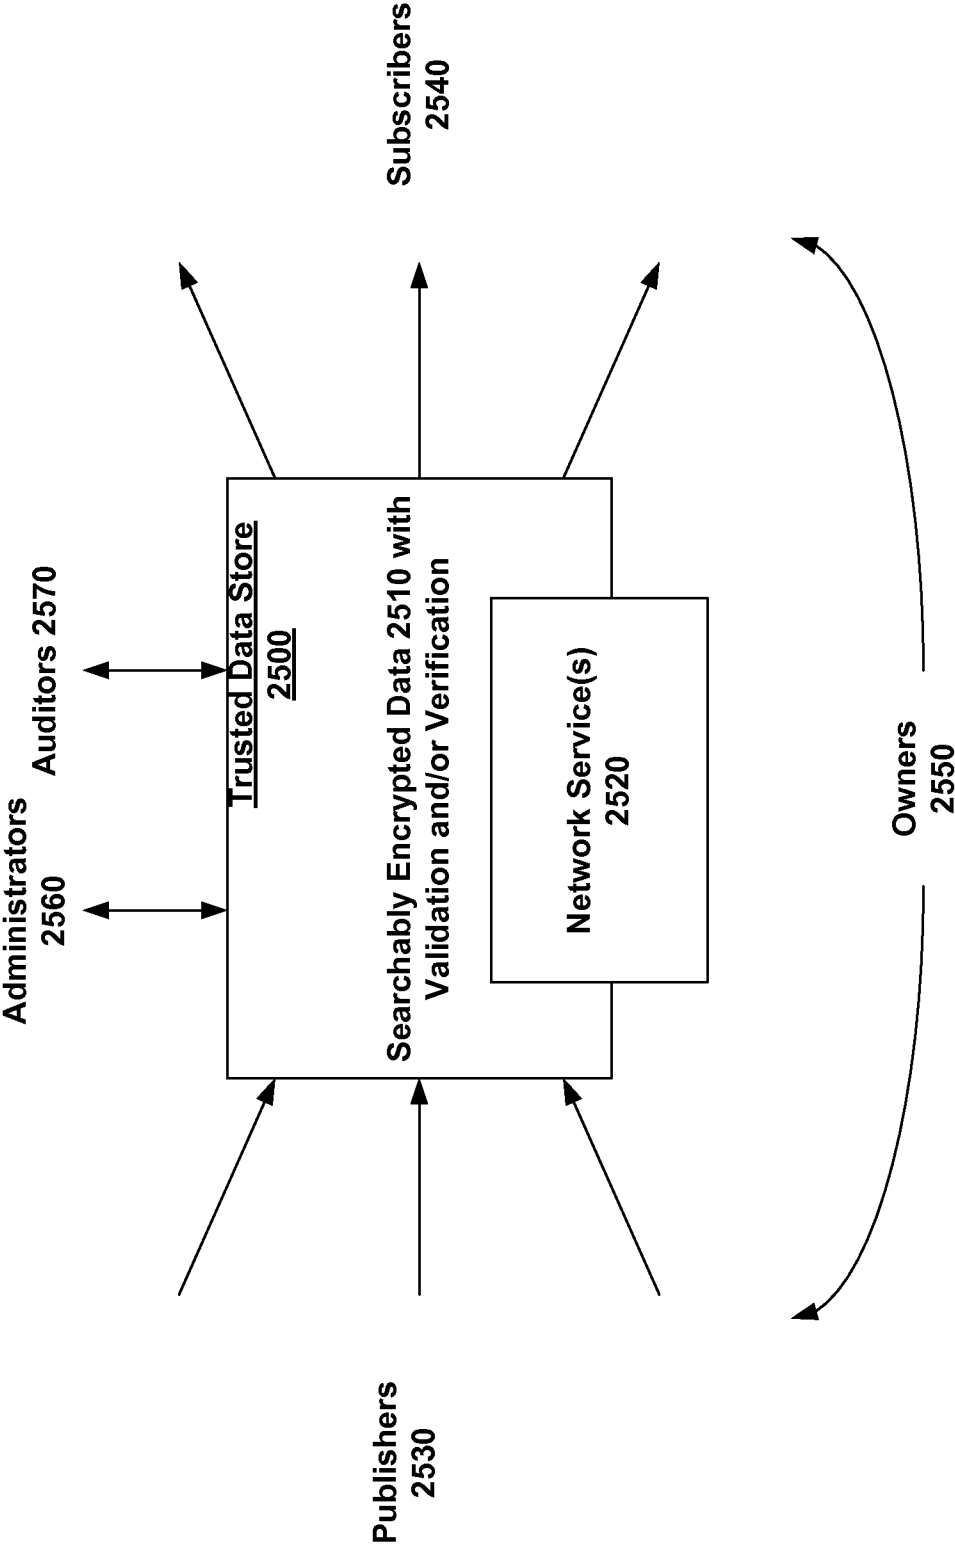 Administrators
2560
Auditors 2570
Trusted Data Store
2500
Publishers
2530
Searchably Encrypted Data 2510 with
Validation and/or Verification
Subscribers
2540
Network Service(s)
2520
Owners
2550